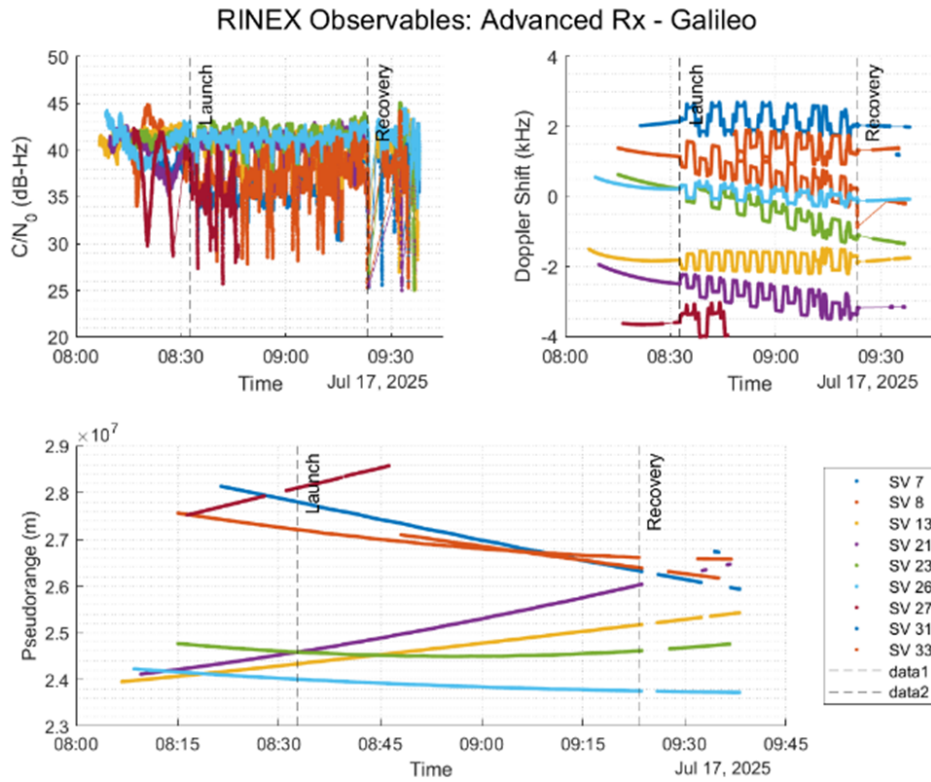 RINEX Observables: Advanced Rx - Galileo
50
45
40
35
30
25
20
C/N0 (dB-Hz)
Launch
Recovery
08:00
08:30
09:00
09:30
Time
Jul 17, 2025
4
2
0
-2
-4
Doppler Shift (kHz)
Launch
Recovery
08:00
08:30
09:00
09:30
Time
Jul 17, 2025
×10^7
2.9
2.8
2.7
2.6
2.5
2.4
2.3
Pseudorange (m)
Launch
Recovery
08:00
08:15
08:30
08:45
09:00
09:15
09:30
09:45
Time
Jul 17, 2025
SV 7
SV 8
SV 13
SV 21
SV 23
SV 26
SV 27
SV 31
SV 33
data1
data2